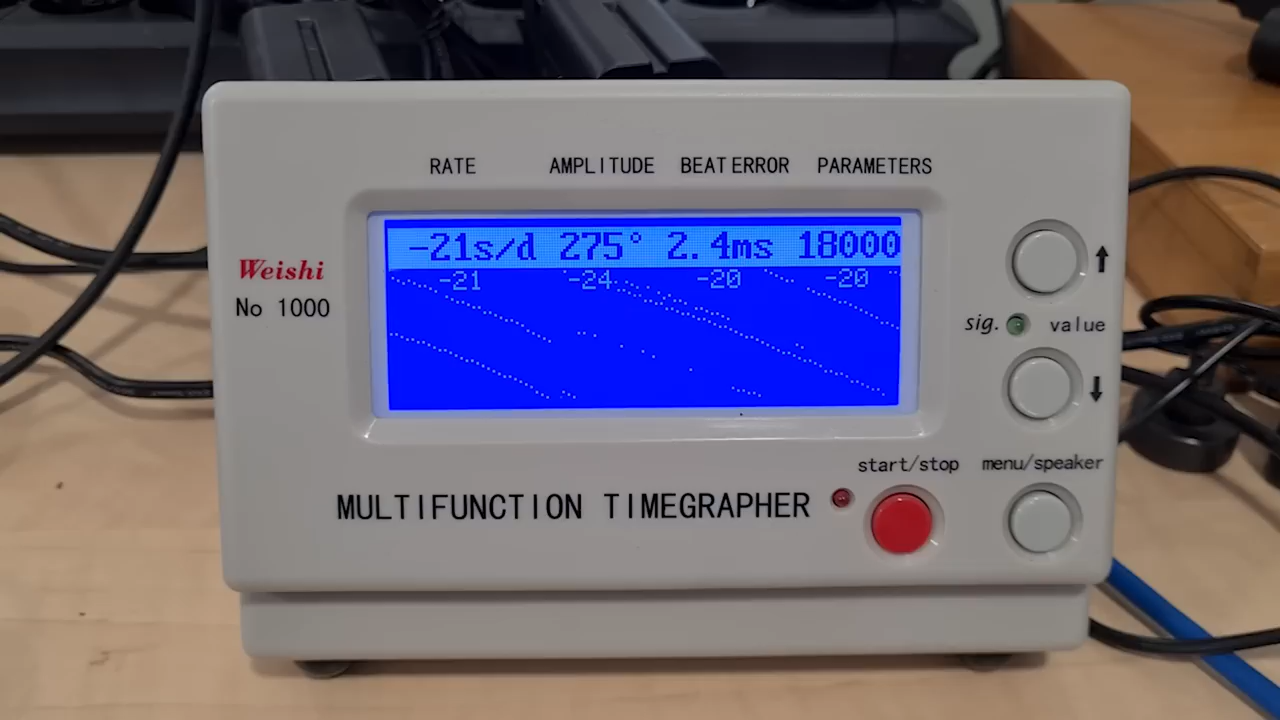 RATE AMPLITUDE BEAT ERROR PARAMETERS
-21s/d 275° 2.4ms 18000
-21 -24 -20 -20
Weishi
No 1000
sig. value
start/stop menu/speaker
MULTIFUNCTION TIMEGRAPHER